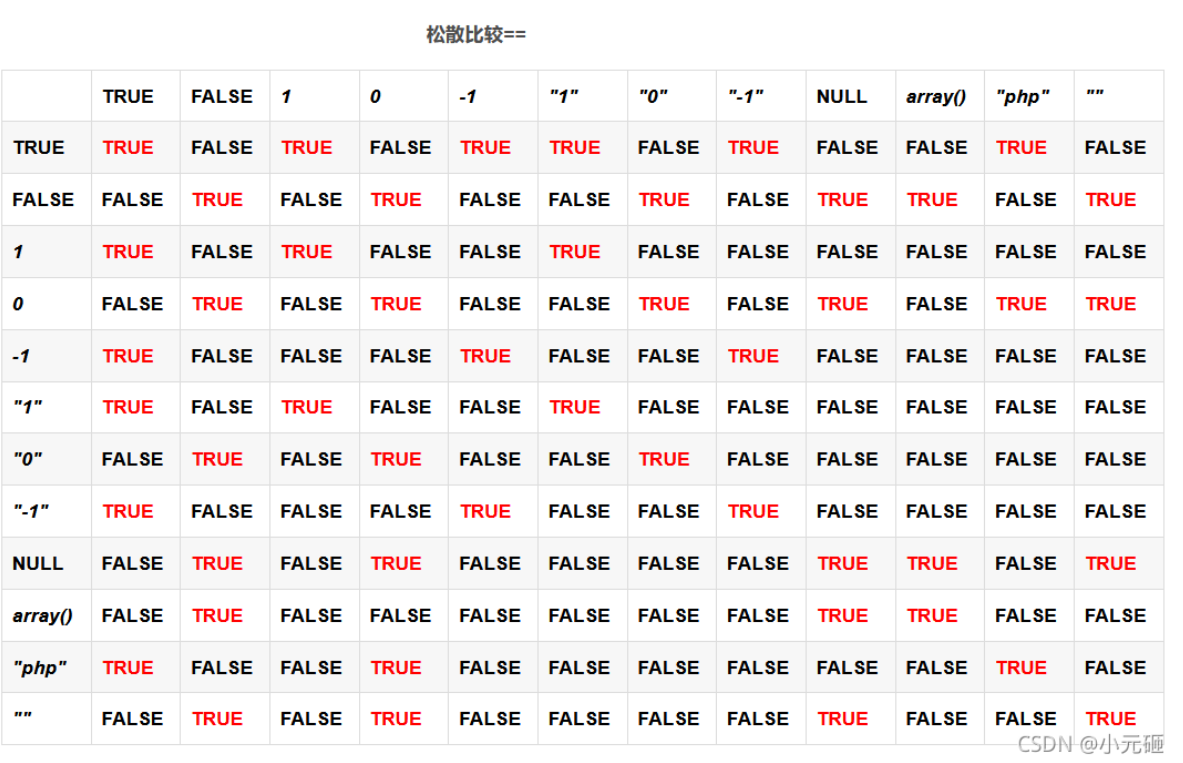 松散比较==
TRUE FALSE 1 0 -1 "1" "0" "-1" NULL array() "php" ""
TRUE TRUE FALSE TRUE FALSE TRUE TRUE FALSE TRUE FALSE FALSE TRUE FALSE
FALSE FALSE TRUE FALSE TRUE FALSE FALSE TRUE FALSE TRUE TRUE FALSE TRUE
1 TRUE FALSE TRUE FALSE FALSE TRUE FALSE FALSE FALSE FALSE FALSE FALSE
0 FALSE TRUE FALSE TRUE FALSE FALSE TRUE FALSE TRUE FALSE TRUE TRUE
-1 TRUE FALSE FALSE FALSE TRUE FALSE FALSE TRUE FALSE FALSE FALSE FALSE
"1" TRUE FALSE TRUE FALSE FALSE TRUE FALSE FALSE FALSE FALSE FALSE FALSE
"0" FALSE TRUE FALSE TRUE FALSE FALSE TRUE FALSE FALSE FALSE FALSE FALSE
"-1" TRUE FALSE FALSE FALSE TRUE FALSE FALSE TRUE FALSE FALSE FALSE FALSE
NULL FALSE TRUE FALSE TRUE FALSE FALSE FALSE FALSE TRUE TRUE FALSE TRUE
array() FALSE TRUE FALSE FALSE FALSE FALSE FALSE FALSE TRUE TRUE FALSE FALSE
"php" TRUE FALSE FALSE TRUE FALSE FALSE FALSE FALSE FALSE FALSE TRUE FALSE
"" FALSE TRUE FALSE TRUE FALSE FALSE FALSE FALSE TRUE FALSE FALSE TRUE
CSDN @小元砸